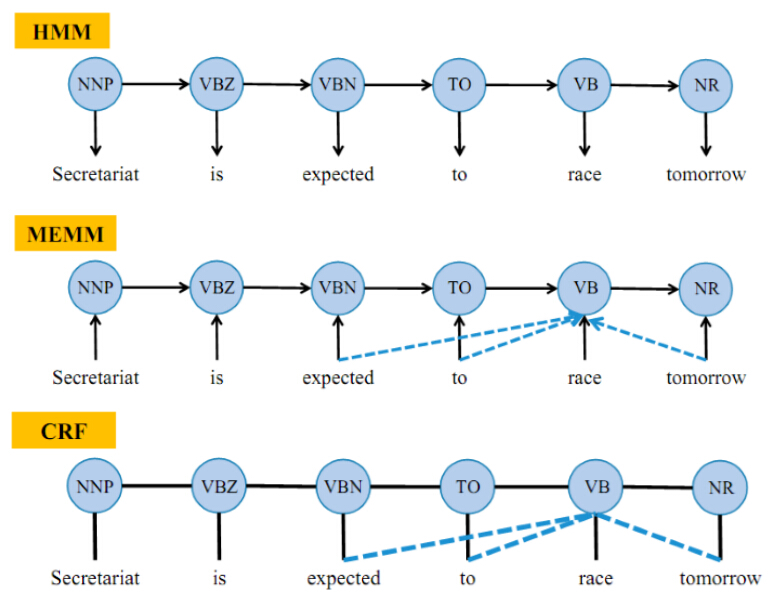 HMM
NNP VBZ VBN TO VB NR
Secretariat is expected to race tomorrow
MEMM
NNP VBZ VBN TO VB NR
Secretariat is expected to race tomorrow
CRF
NNP VBZ VBN TO VB NR
Secretariat is expected to race tomorrow